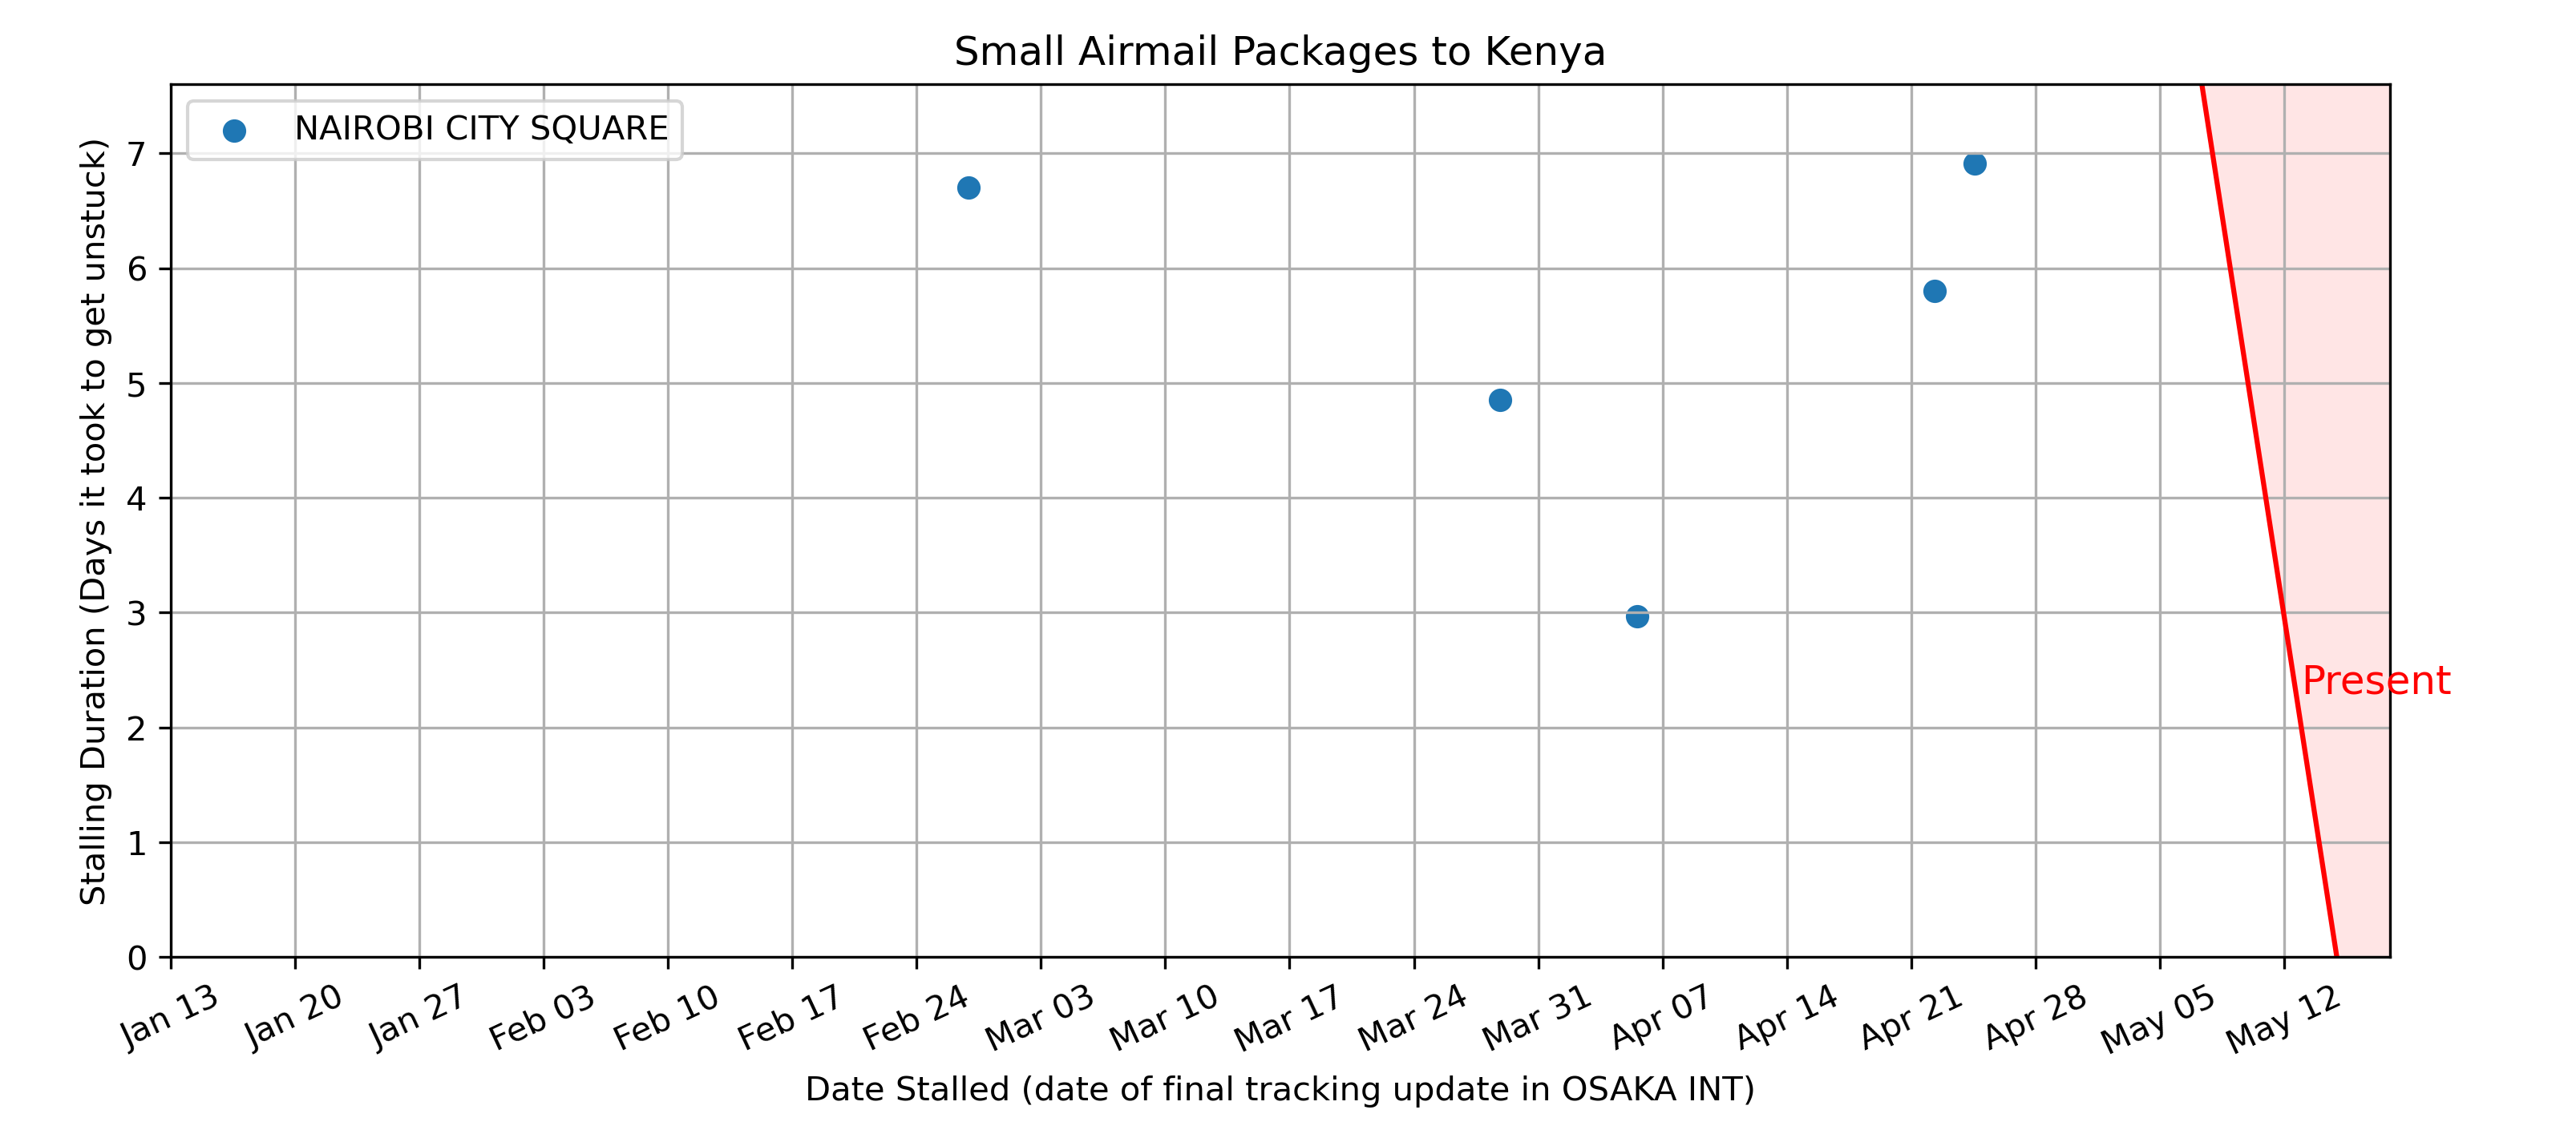 Small Airmail Packages to Kenya
NAIROBI CITY SQUARE
Stalling Duration (Days it took to get unstuck)
7
6
5
4
3
2
1
0
Present
Jan 13
Jan 20
Jan 27
Feb 03
Feb 10
Feb 17
Feb 24
Mar 03
Mar 10
Mar 17
Mar 24
Mar 31
Apr 07
Apr 14
Apr 21
Apr 28
May 05
May 12
Date Stalled (date of final tracking update in OSAKA INT)